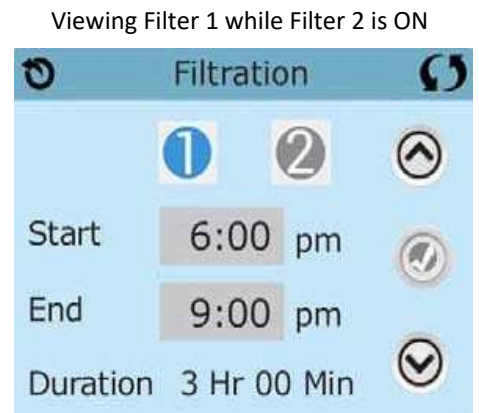 Viewing Filter 1 while Filter 2 is ON
Filtration
1 2
Start 6:00 pm
End 9:00 pm
Duration 3 Hr 00 Min